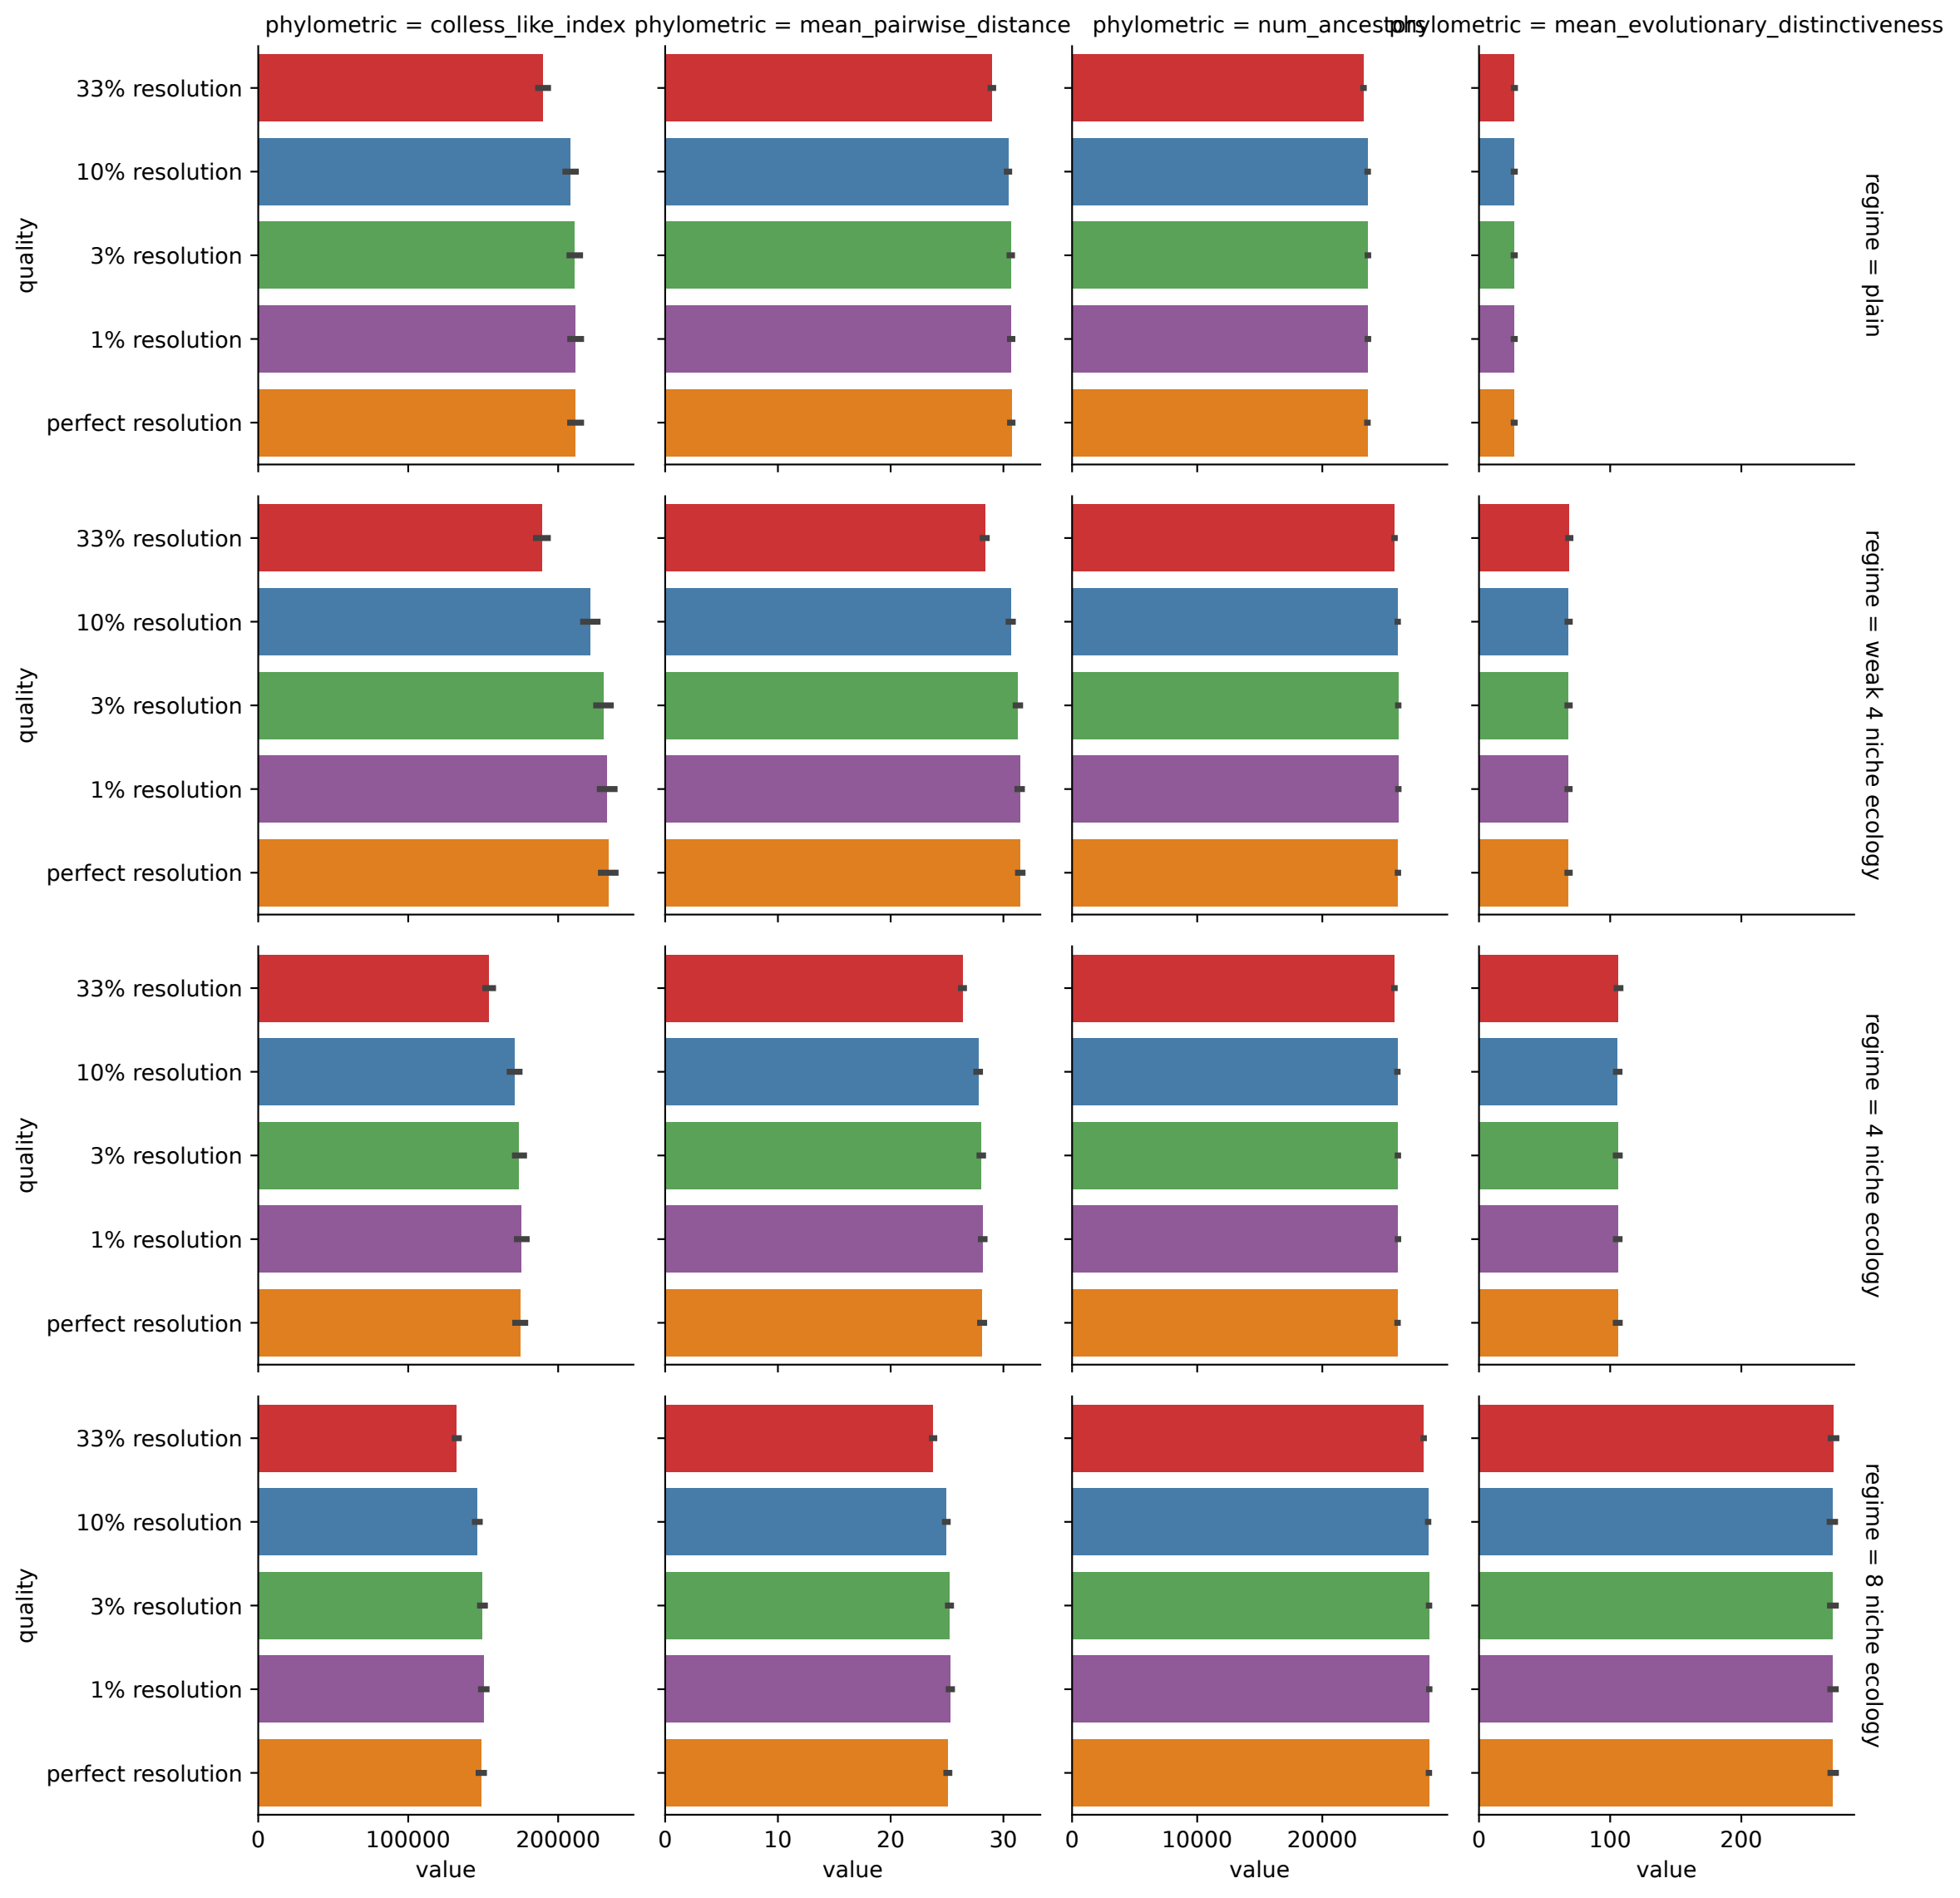 phylometric = colless_like_index
phylometric = mean_pairwise_distance
phylometric = num_ancestors
phylometric = mean_evolutionary_distinctiveness
quality
33% resolution
10% resolution
3% resolution
1% resolution
perfect resolution
regime = plain
quality
33% resolution
10% resolution
3% resolution
1% resolution
perfect resolution
regime = weak 4 niche ecology
quality
33% resolution
10% resolution
3% resolution
1% resolution
perfect resolution
regime = 4 niche ecology
quality
33% resolution
10% resolution
3% resolution
1% resolution
perfect resolution
regime = 8 niche ecology
0 100000 200000
value
0 10 20 30
value
0 10000 20000
value
0 100 200
value